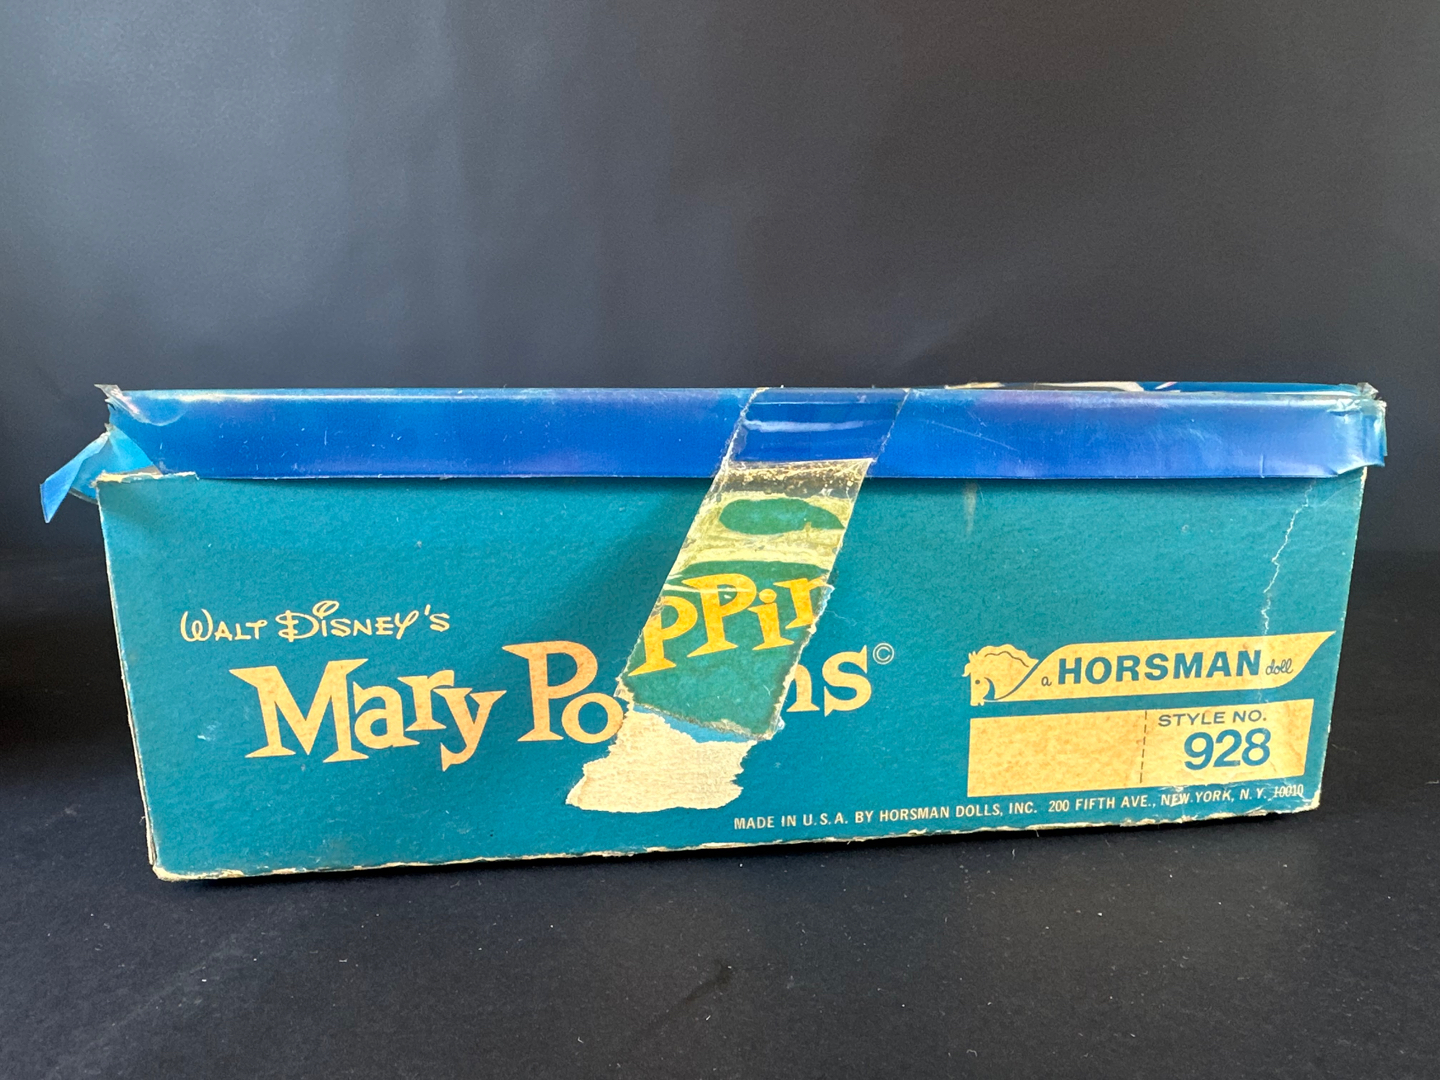 WALT DISNEY'S
Mary Poppins©
a HORSMAN doll
STYLE NO.
928
MADE IN U.S.A. BY HORSMAN DOLLS, INC. 200 FIFTH AVE., NEW YORK, N.Y. 10010